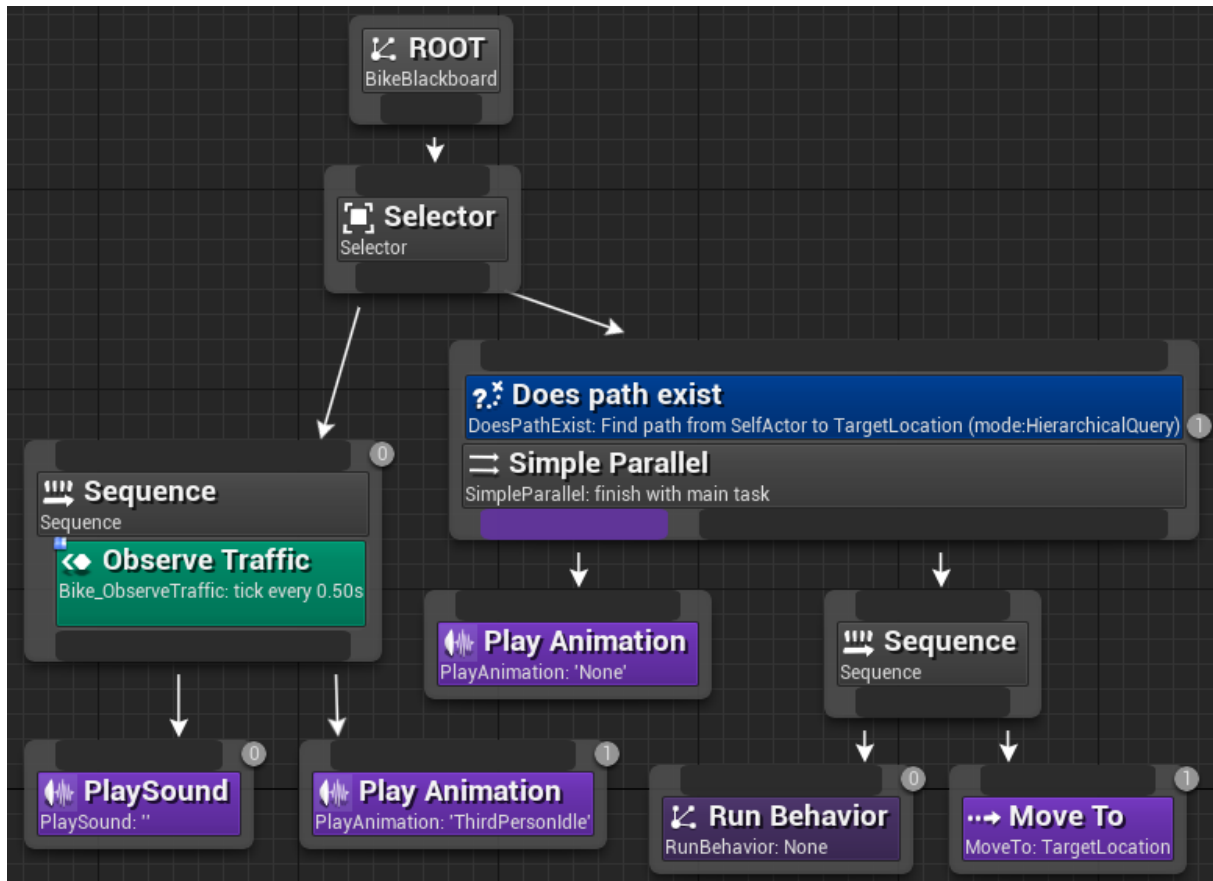 ROOT
BikeBlackboard
Selector
Selector
Does path exist
DoesPathExist: Find path from SelfActor to TargetLocation (mode:HierarchicalQuery)
1
Simple Parallel
SimpleParallel: finish with main task
0
Sequence
Sequence
Observe Traffic
Bike_ObserveTraffic: tick every 0.50s
Play Animation
PlayAnimation: 'None'
Sequence
Sequence
0
PlaySound
PlaySound: ''
1
Play Animation
PlayAnimation: 'ThirdPersonIdle'
0
Run Behavior
RunBehavior: None
1
Move To
MoveTo: TargetLocation